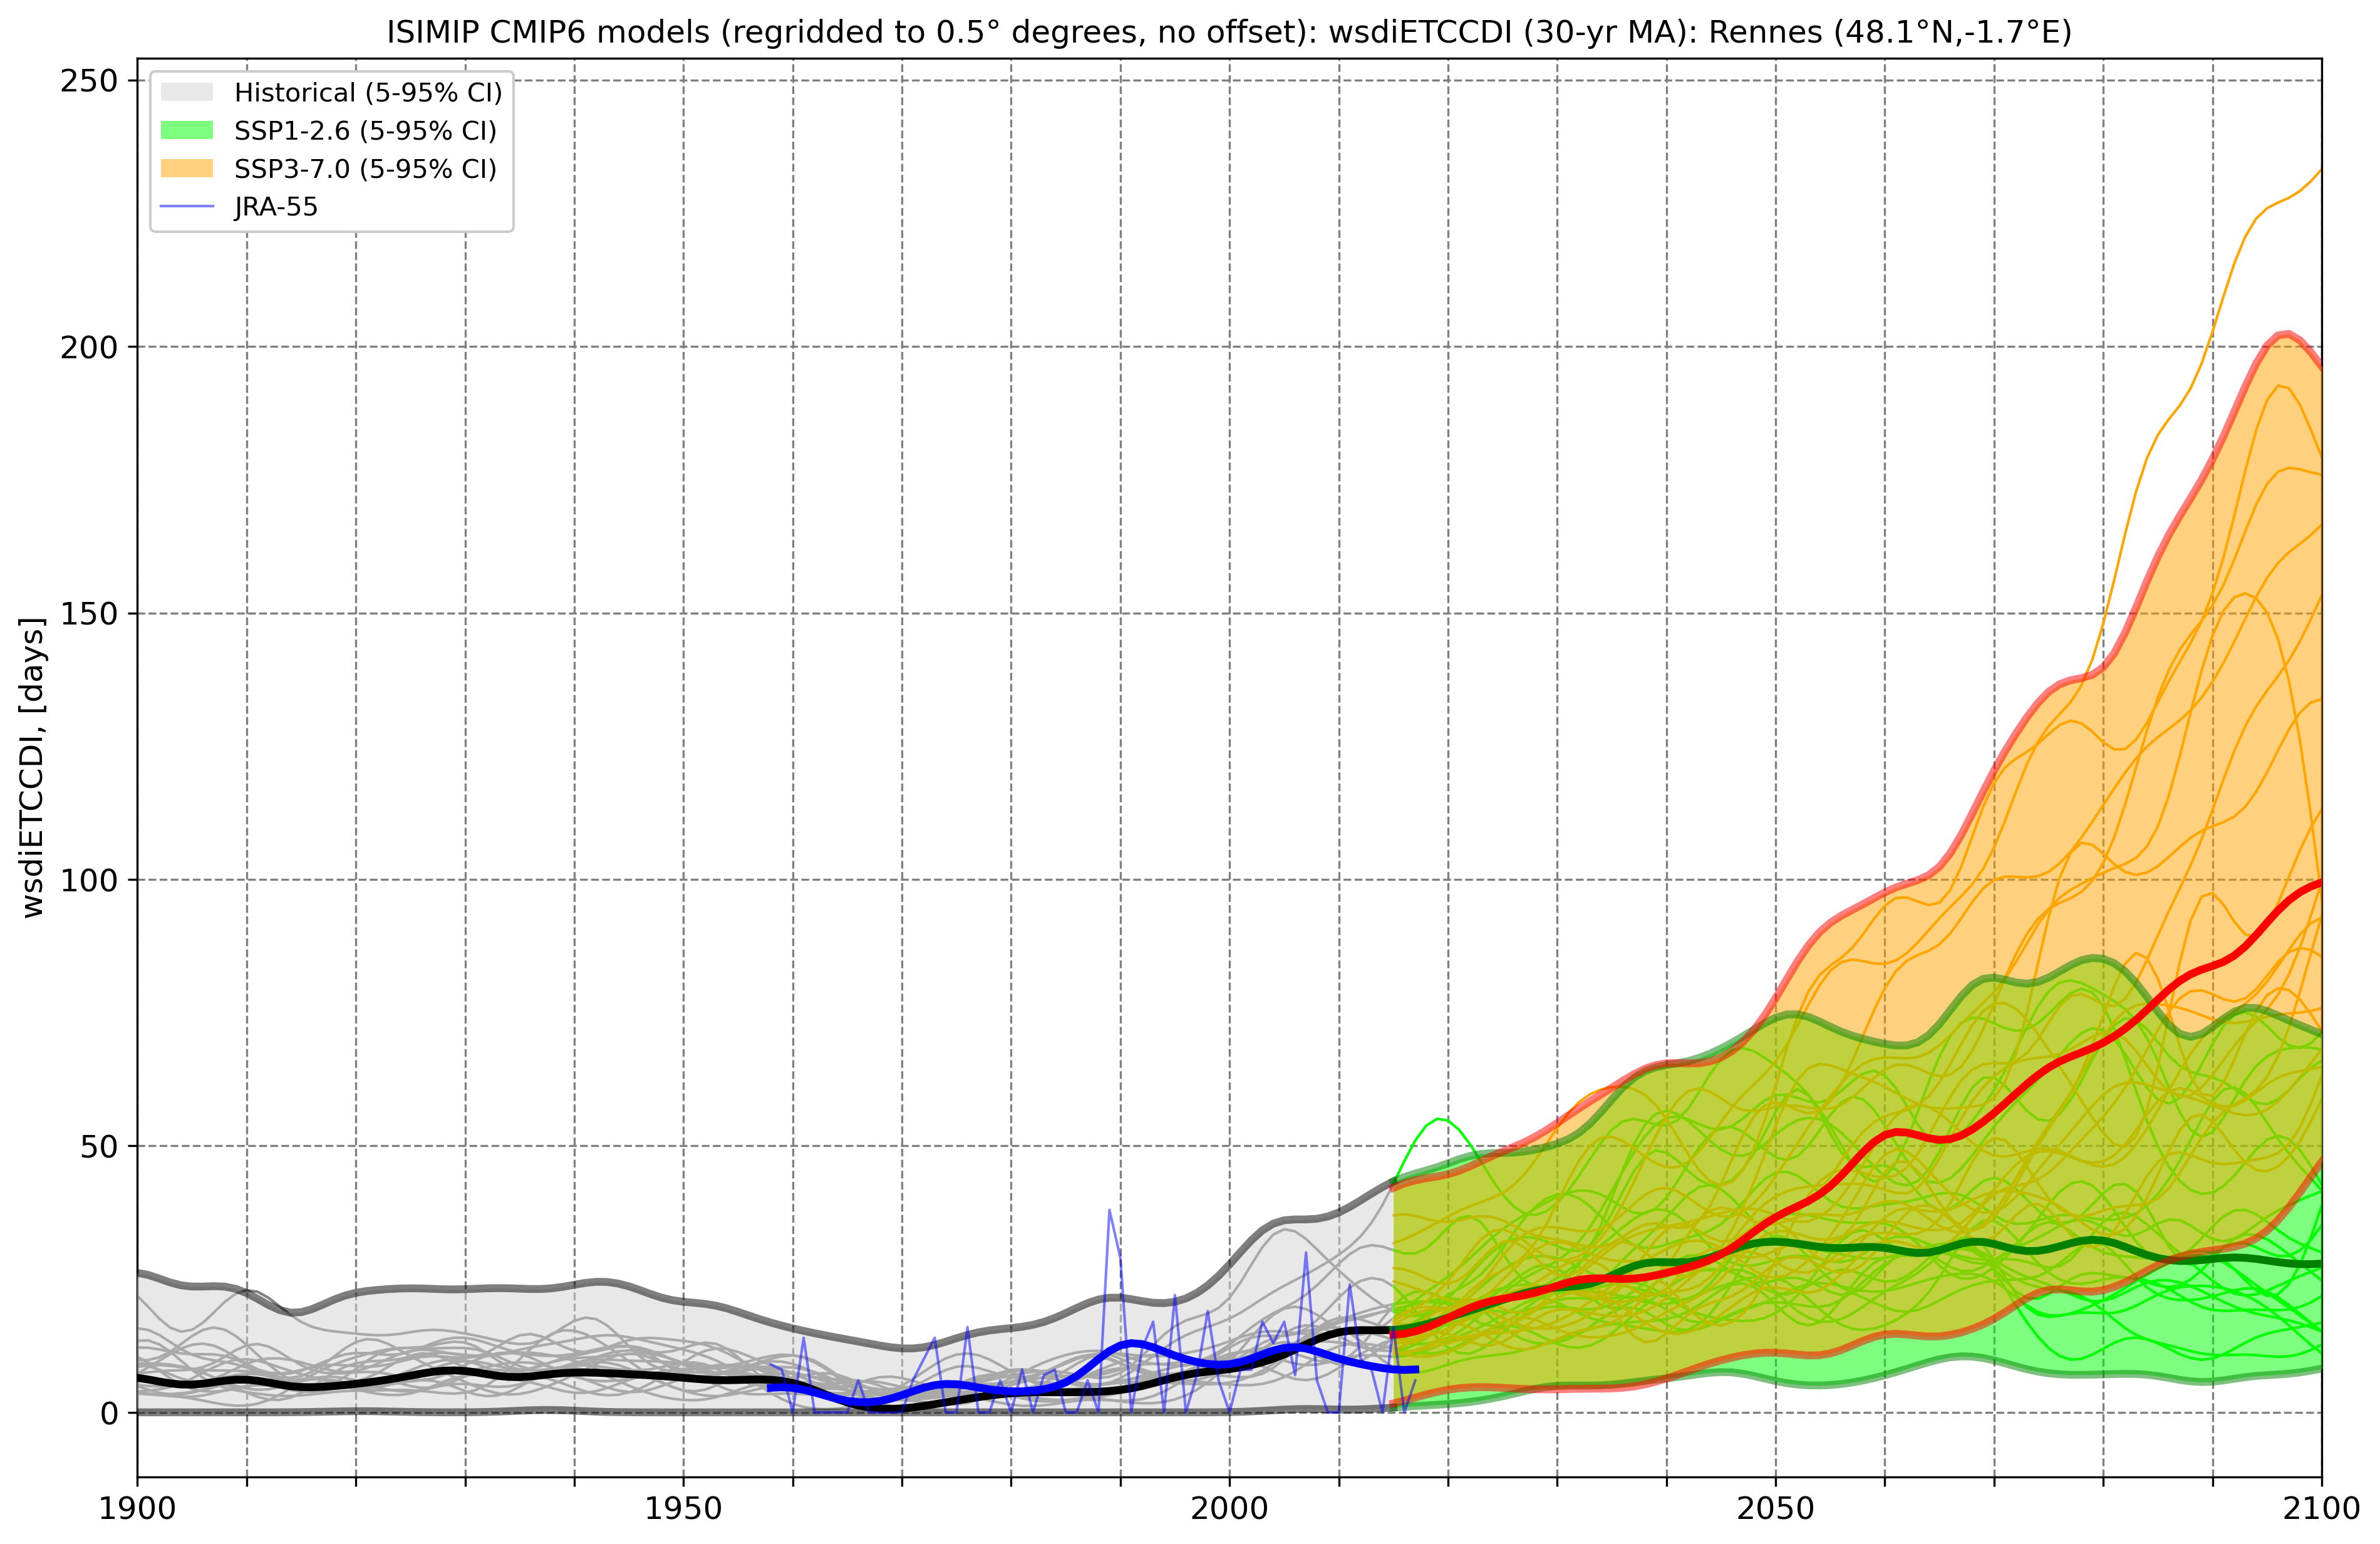 ISIMIP CMIP6 models (regridded to 0.5° degrees, no offset): wsdiETCCDI (30-yr MA): Rennes (48.1°N,-1.7°E)
Historical (5-95% CI)
SSP1-2.6 (5-95% CI)
SSP3-7.0 (5-95% CI)
JRA-55
wsdiETCCDI, [days]
250
200
150
100
50
0
1900 1950 2000 2050 2100